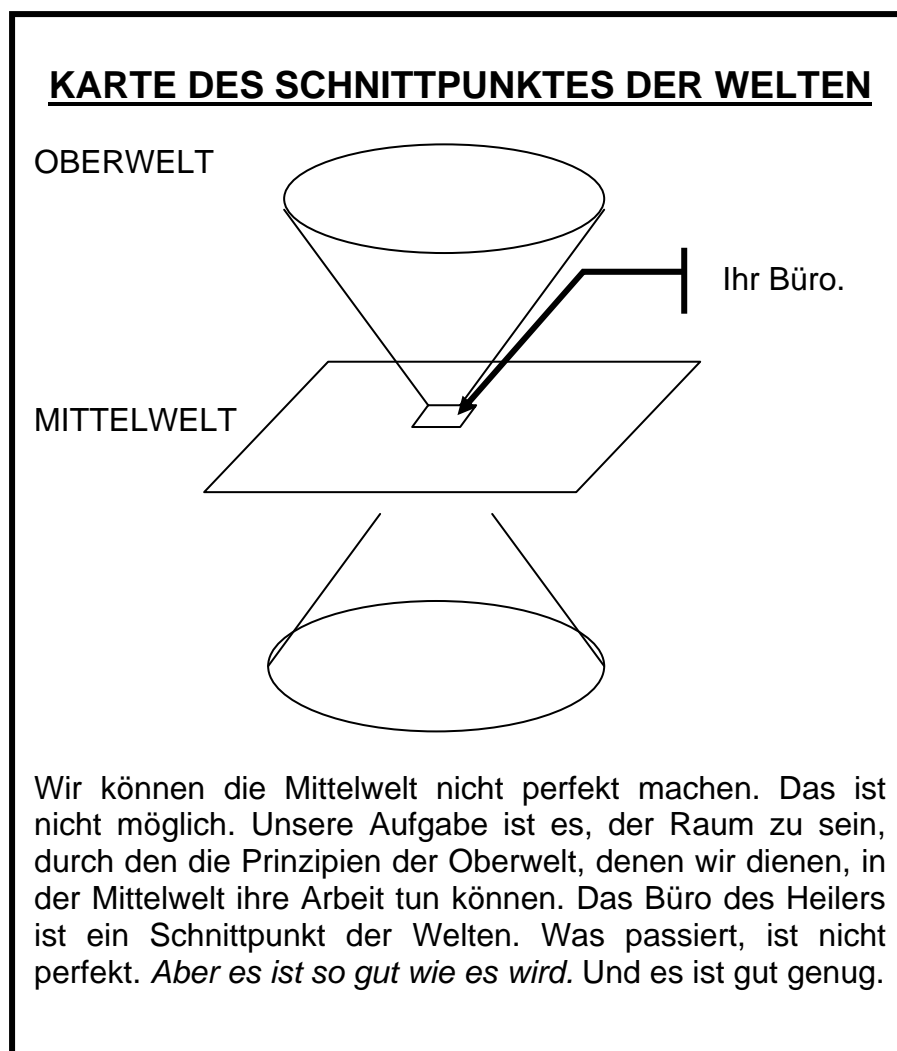 KARTE DES SCHNITTPUNKTES DER WELTEN
OBERWELT
Ihr Büro.
MITTELWELT
Wir können die Mittelwelt nicht perfekt machen. Das ist
nicht möglich. Unsere Aufgabe ist es, der Raum zu sein,
durch den die Prinzipien der Oberwelt, denen wir dienen, in
der Mittelwelt ihre Arbeit tun können. Das Büro des Heilers
ist ein Schnittpunkt der Welten. Was passiert, ist nicht
perfekt. Aber es ist so gut wie es wird. Und es ist gut genug.